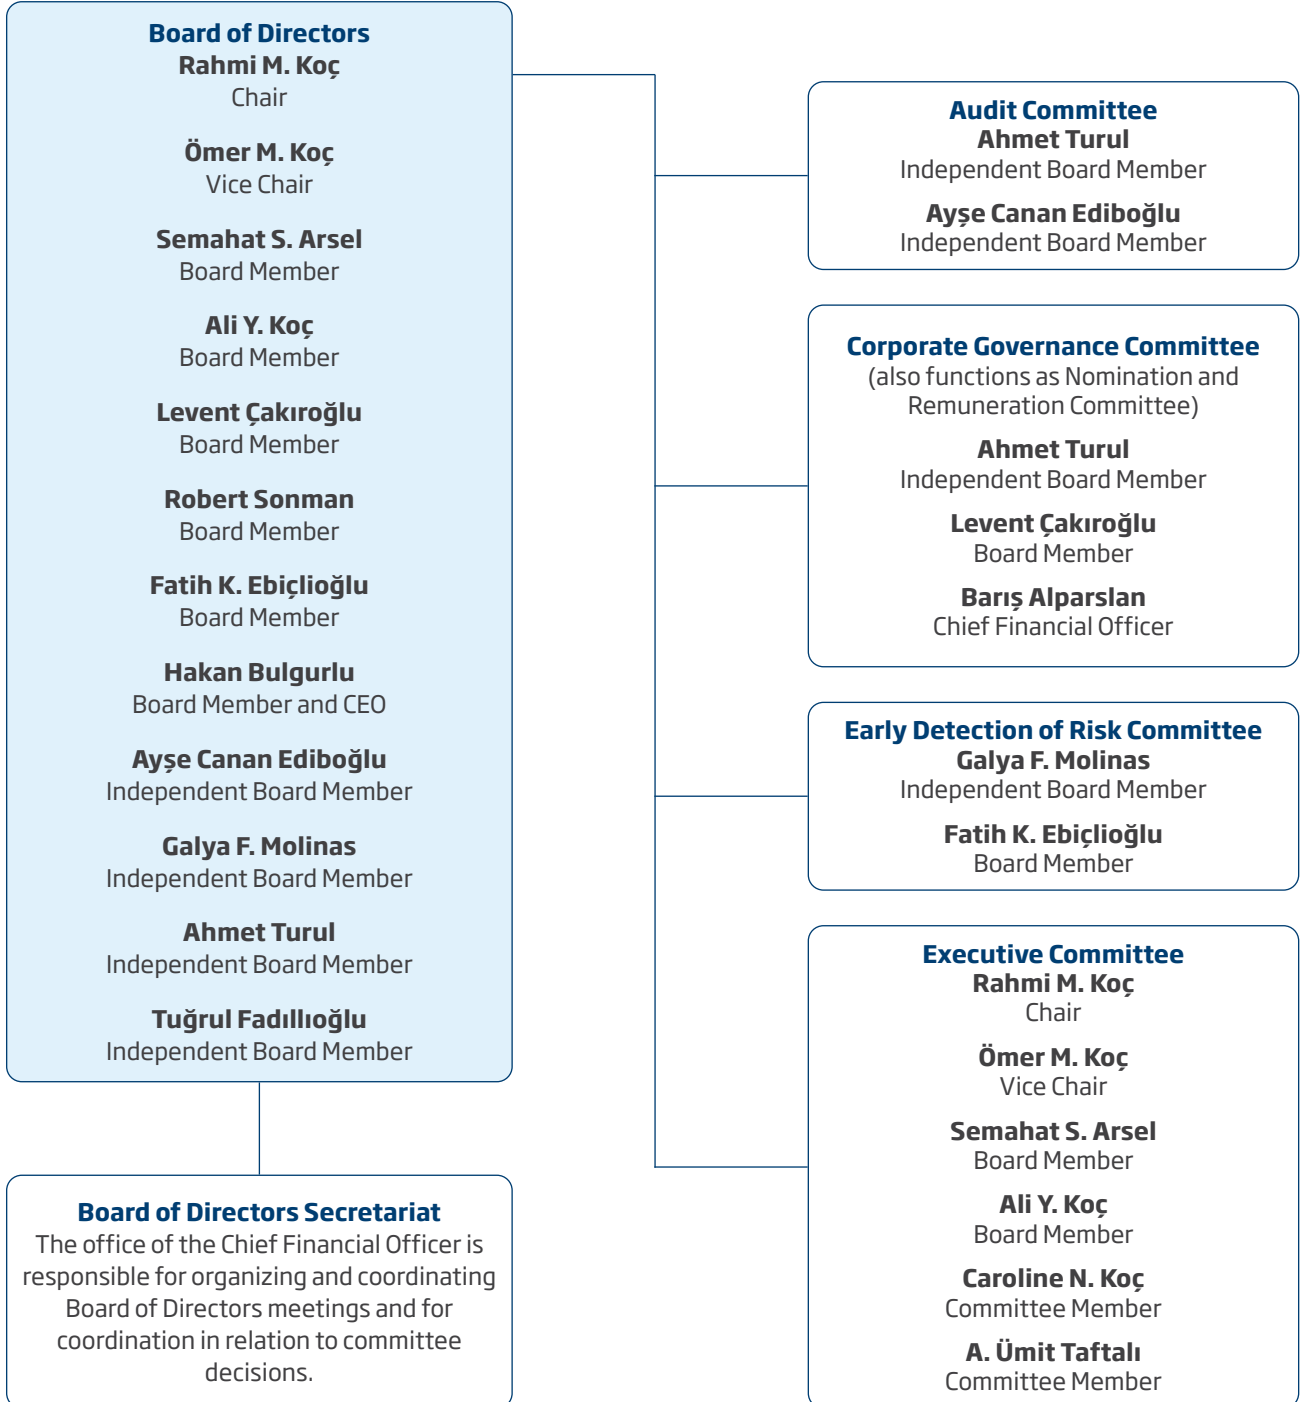 Board of Directors
Rahmi M. Koç
Chair
Ömer M. Koç
Vice Chair
Semahat S. Arsel
Board Member
Ali Y. Koç
Board Member
Levent Çakıroğlu
Board Member
Robert Sonman
Board Member
Fatih K. Ebiçlioğlu
Board Member
Hakan Bulgurlu
Board Member and CEO
Ayşe Canan Ediboğlu
Independent Board Member
Galya F. Molinas
Independent Board Member
Ahmet Turul
Independent Board Member
Tuğrul Fadıllıoğlu
Independent Board Member
Board of Directors Secretariat
The office of the Chief Financial Officer is
responsible for organizing and coordinating
Board of Directors meetings and for
coordination in relation to committee
decisions.
Audit Committee
Ahmet Turul
Independent Board Member
Ayşe Canan Ediboğlu
Independent Board Member
Corporate Governance Committee
(also functions as Nomination and
Remuneration Committee)
Ahmet Turul
Independent Board Member
Levent Çakıroğlu
Board Member
Barış Alparslan
Chief Financial Officer
Early Detection of Risk Committee
Galya F. Molinas
Independent Board Member
Fatih K. Ebiçlioğlu
Board Member
Executive Committee
Rahmi M. Koç
Chair
Ömer M. Koç
Vice Chair
Semahat S. Arsel
Board Member
Ali Y. Koç
Board Member
Caroline N. Koç
Committee Member
A. Ümit Taftalı
Committee Member